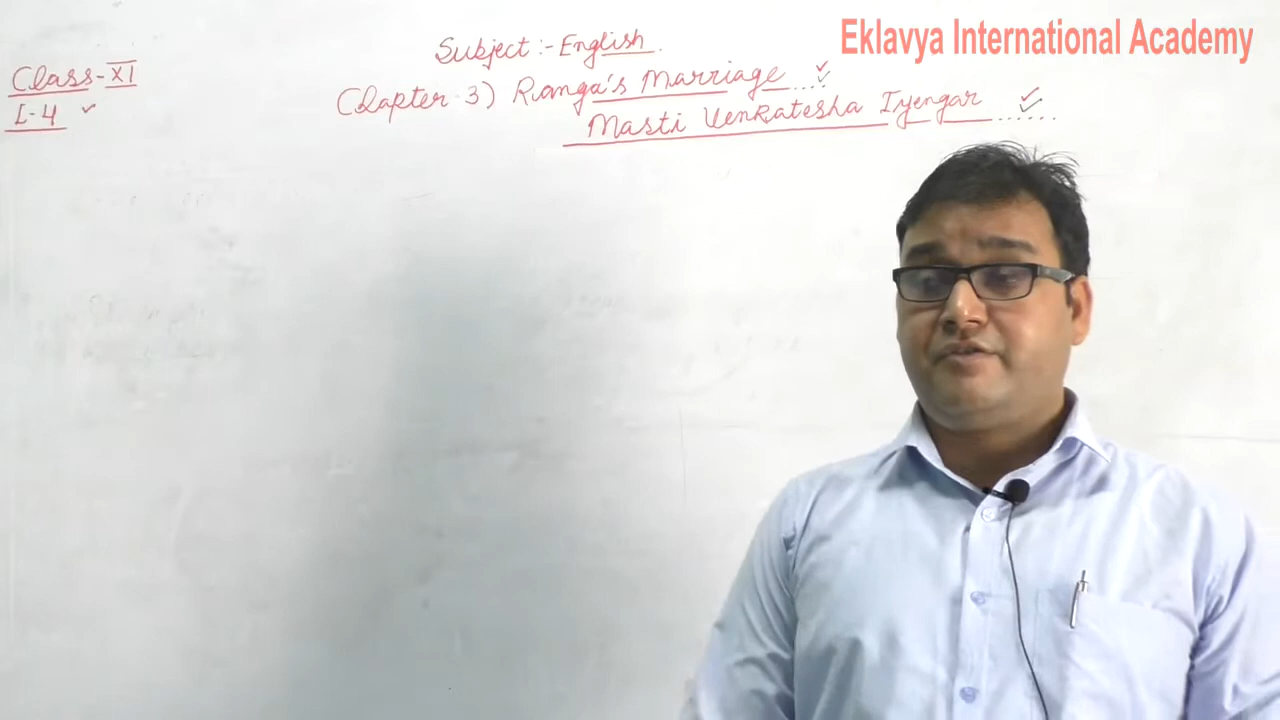 Eklavya International Academy
Subject :- English.
Class-XI
L-4
Chapter 3) Ranga's Marriage
Masti Venkatesha Iyengar